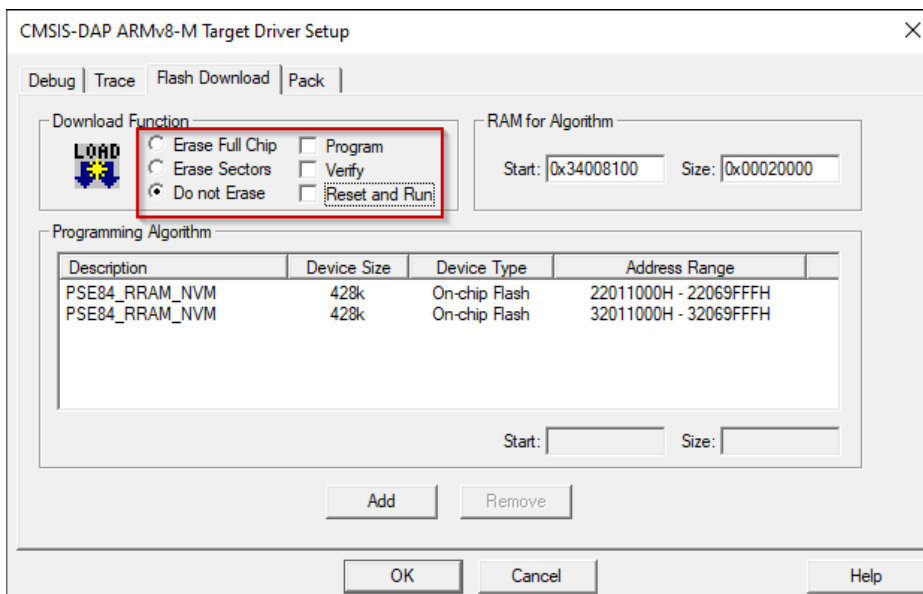 CMSIS-DAP ARMv8-M Target Driver Setup
Debug Trace Flash Download Pack
Download Function
LOAD
Erase Full Chip Program
Erase Sectors Verify
Do not Erase Reset and Run
RAM for Algorithm
Start: 0x34008100 Size: 0x00020000
Programming Algorithm
Description Device Size Device Type Address Range
PSE84_RRAM_NVM 428k On-chip Flash 22011000H - 22069FFFH
PSE84_RRAM_NVM 428k On-chip Flash 32011000H - 32069FFFH
Start: Size:
Add Remove
OK Cancel Help